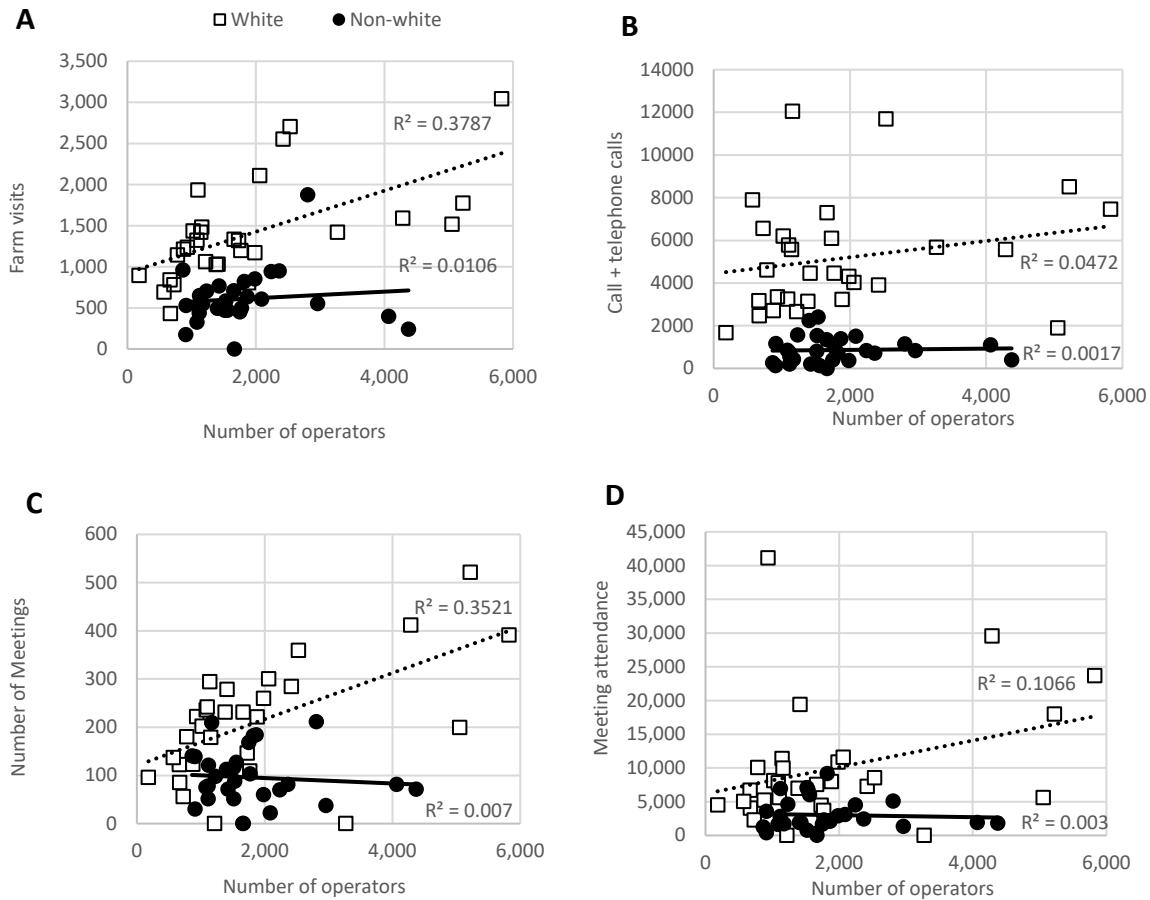 A
White
Non-white
3,500
3,000
2,500
2,000
1,500
1,000
500
0
Farm visits
R² = 0.3787
R² = 0.0106
0
2,000
4,000
6,000
Number of operators
B
14000
12000
10000
8000
6000
4000
2000
0
Call + telephone calls
R² = 0.0472
R² = 0.0017
0
2,000
4,000
6,000
Number of operators
C
600
500
400
300
200
100
0
Number of Meetings
R² = 0.3521
R² = 0.007
0
2,000
4,000
6,000
Number of operators
D
45,000
40,000
35,000
30,000
25,000
20,000
15,000
10,000
5,000
0
Meeting attendance
R² = 0.1066
R² = 0.003
0
2,000
4,000
6,000
Number of operators